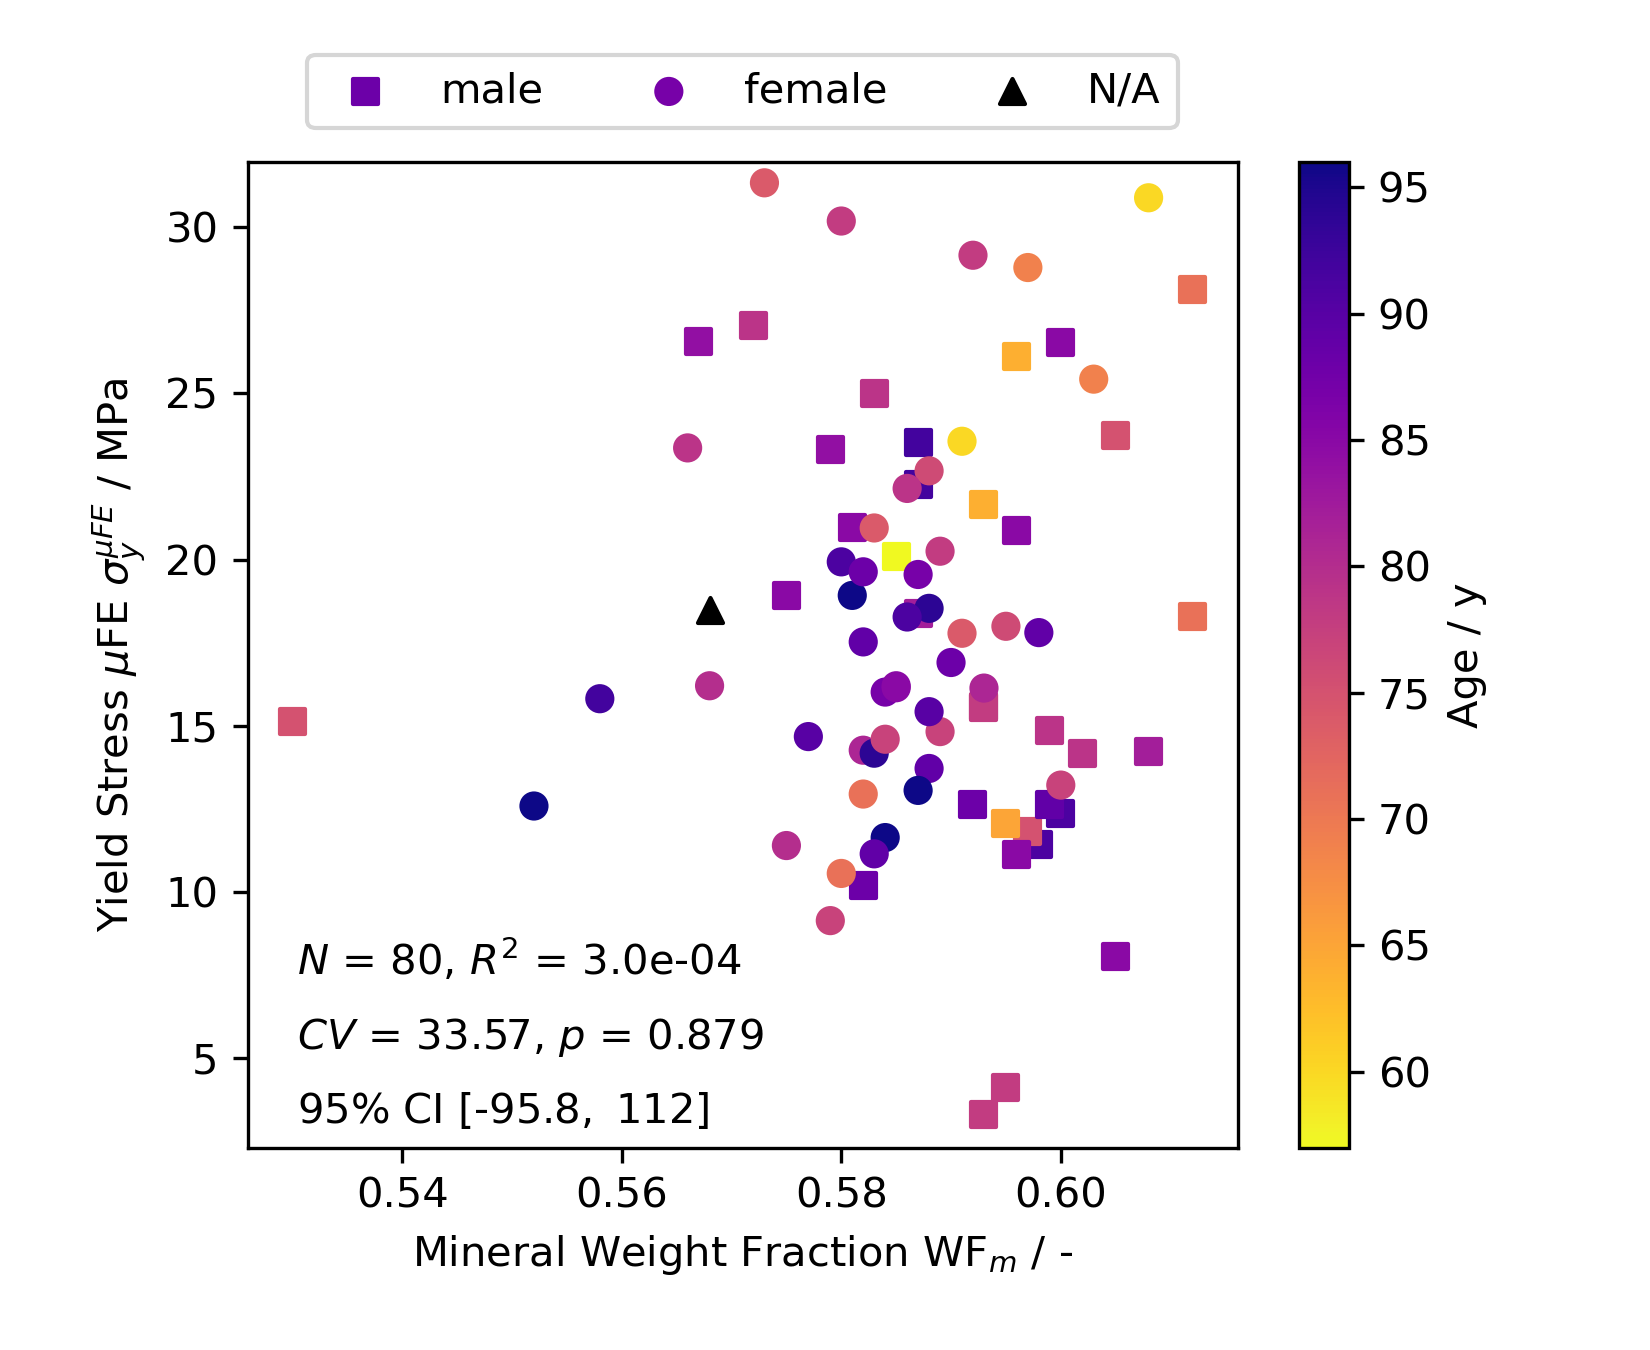 male female N/A
30
25
20
15
10
5
Yield Stress μFE σ_y^μFE / MPa
N = 80, R² = 3.0e-04
CV = 33.57, p = 0.879
95% CI [-95.8, 112]
0.54 0.56 0.58 0.60
Mineral Weight Fraction WF_m / -
95
90
85
80
75
70
65
60
Age / y